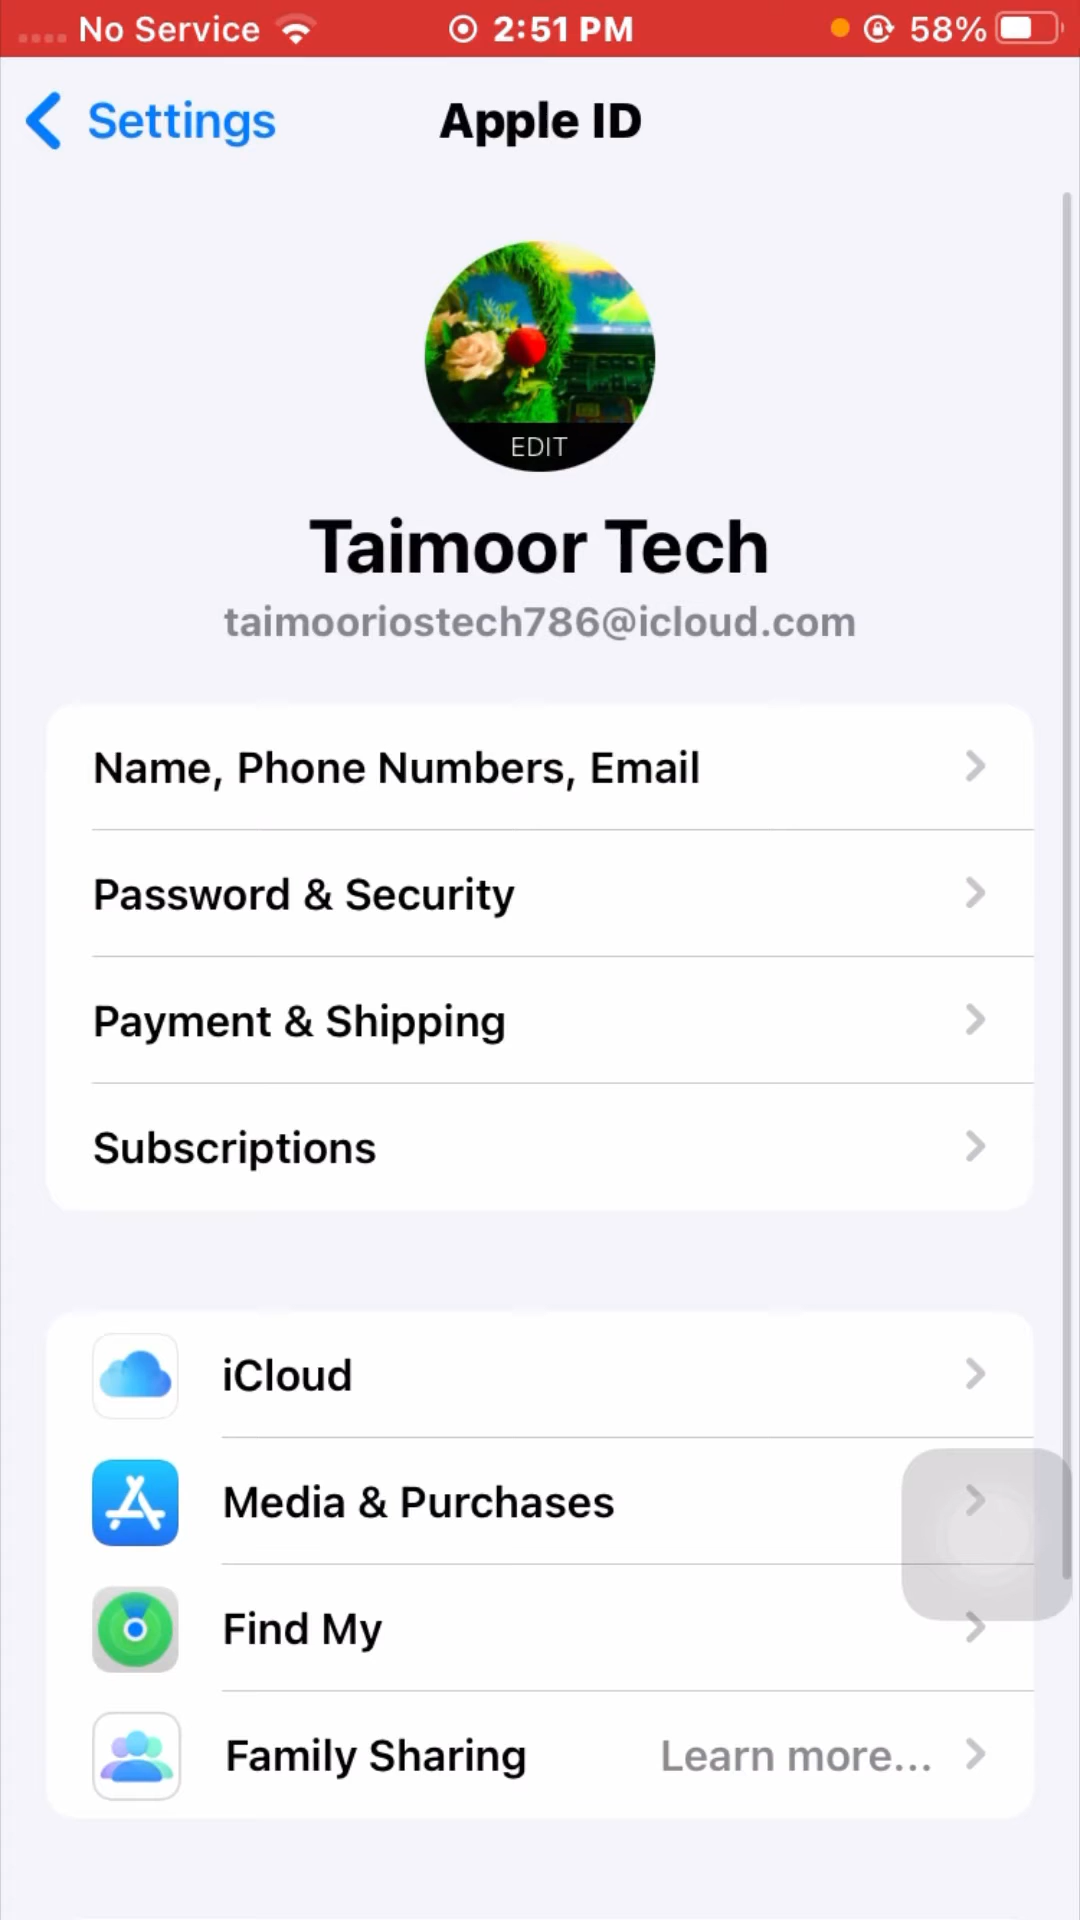 No Service 2:51 PM 58%
Settings Apple ID
EDIT
Taimoor Tech
taimooriostech786@icloud.com
Name, Phone Numbers, Email
Password & Security
Payment & Shipping
Subscriptions
iCloud
Media & Purchases
Find My
Family Sharing Learn more...